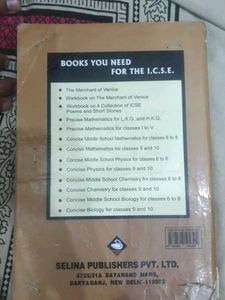 BOOKS YOU NEED
FOR THE I.C.S.E.
The Merchant of Venice
Workbook on The Merchant of Venice
Workbook on A Collection of ICSE
Poems and Short Stories
Precise Mathematics for L.K.G. and H.K.G.
Precise Mathematics for classes I to V
Concise Middle School Mathematics for classes 6 to 8
Concise Mathematics for classes 9 and 10
Concise Middle School Physics for classes 6 to 8
Concise Physics for classes 9 and 10
Concise Middle School Chemistry for classes 6 to 8
Concise Chemistry for classes 9 and 10
Concise Middle School Biology for classes 6 to 8
Concise Biology for classes 9 and 10
SELINA PUBLISHERS PVT. LTD.
4725/21A DAYANAND MARG,
DARYAGANJ, NEW DELHI-110002